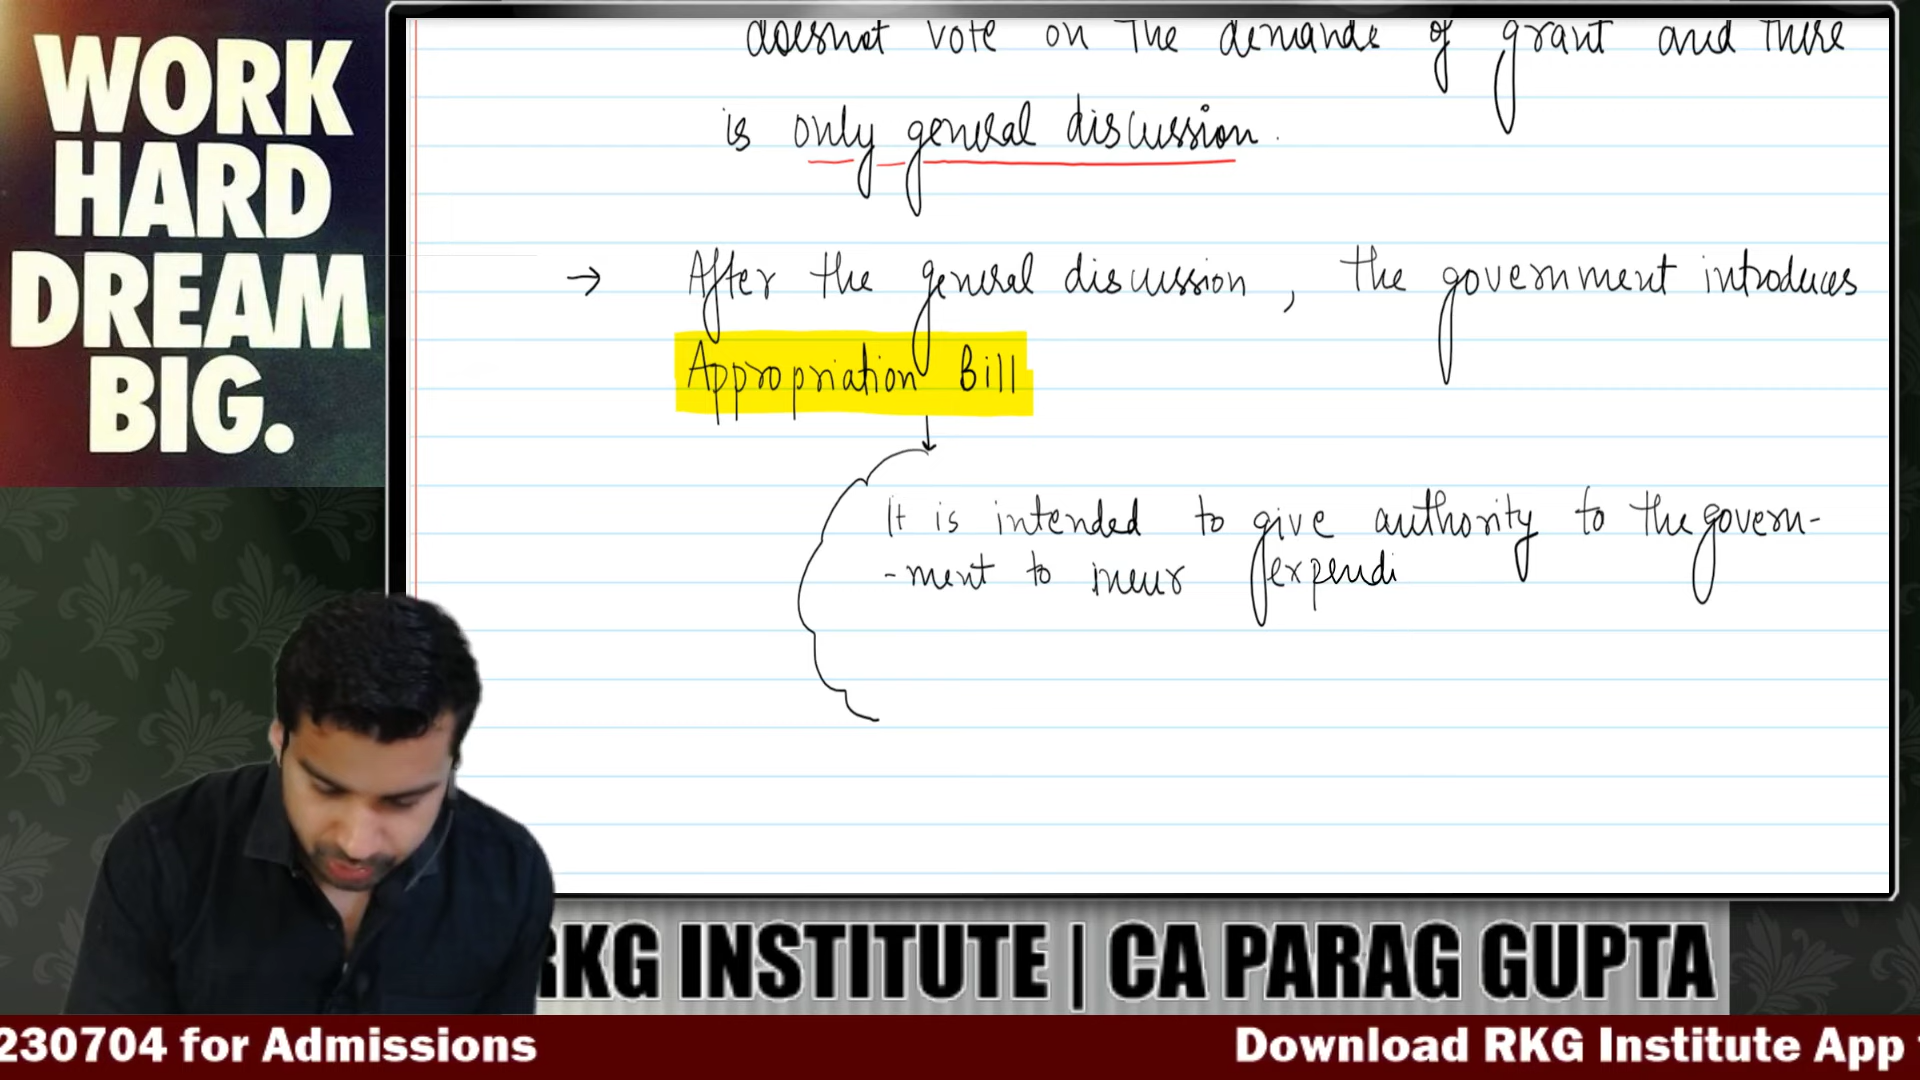 WORK
HARD
DREAM
BIG.
doesnot vote on the demands of grant and there
is only general discussion.
→ After the general discussion, the government introduces
Appropriation Bill
It is intended to give authority to the govern-
-ment to incur expendi
RKG INSTITUTE | CA PARAG GUPTA
230704 for Admissions
Download RKG Institute App